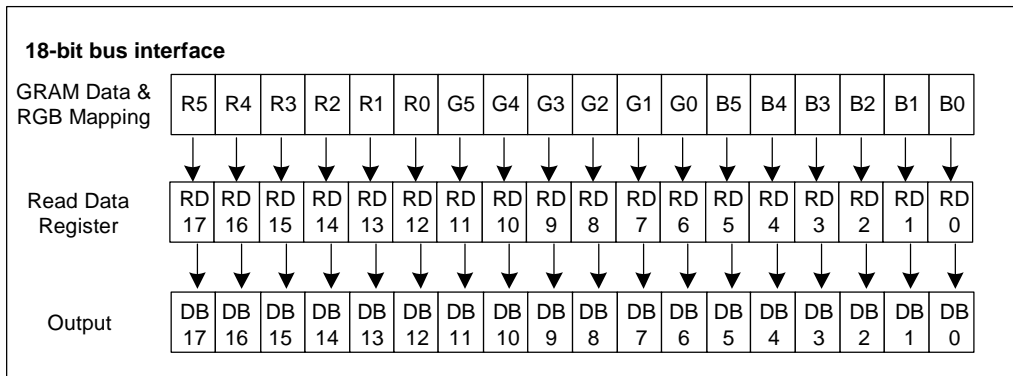 18-bit bus interface
GRAM Data &
RGB Mapping
R5 R4 R3 R2 R1 R0 G5 G4 G3 G2 G1 G0 B5 B4 B3 B2 B1 B0
Read Data
Register
RD RD RD RD RD RD RD RD RD RD RD RD RD RD RD RD RD RD
17 16 15 14 13 12 11 10 9 8 7 6 5 4 3 2 1 0
Output
DB DB DB DB DB DB DB DB DB DB DB DB DB DB DB DB DB DB
17 16 15 14 13 12 11 10 9 8 7 6 5 4 3 2 1 0